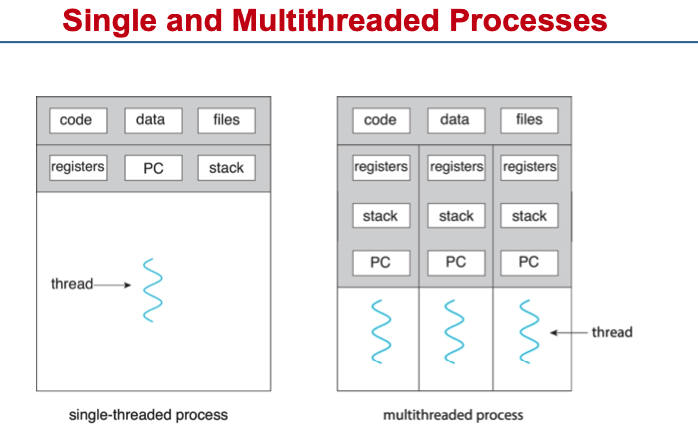 Single and Multithreaded Processes
code data files
registers PC stack
thread
single-threaded process
code data files
registers registers registers
stack stack stack
PC PC PC
thread
multithreaded process